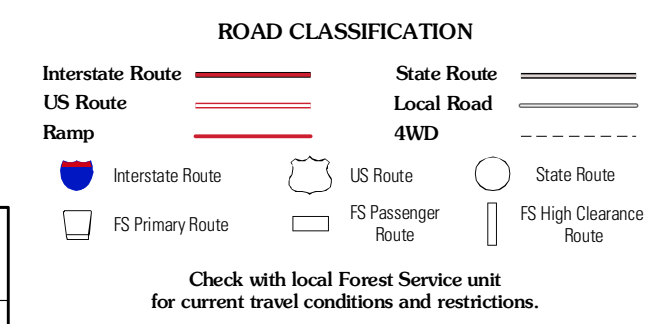 ROAD CLASSIFICATION
Interstate Route
State Route
US Route
Local Road
Ramp
4WD
Interstate Route
US Route
State Route
FS Primary Route
FS Passenger
Route
FS High Clearance
Route
Check with local Forest Service unit
for current travel conditions and restrictions.